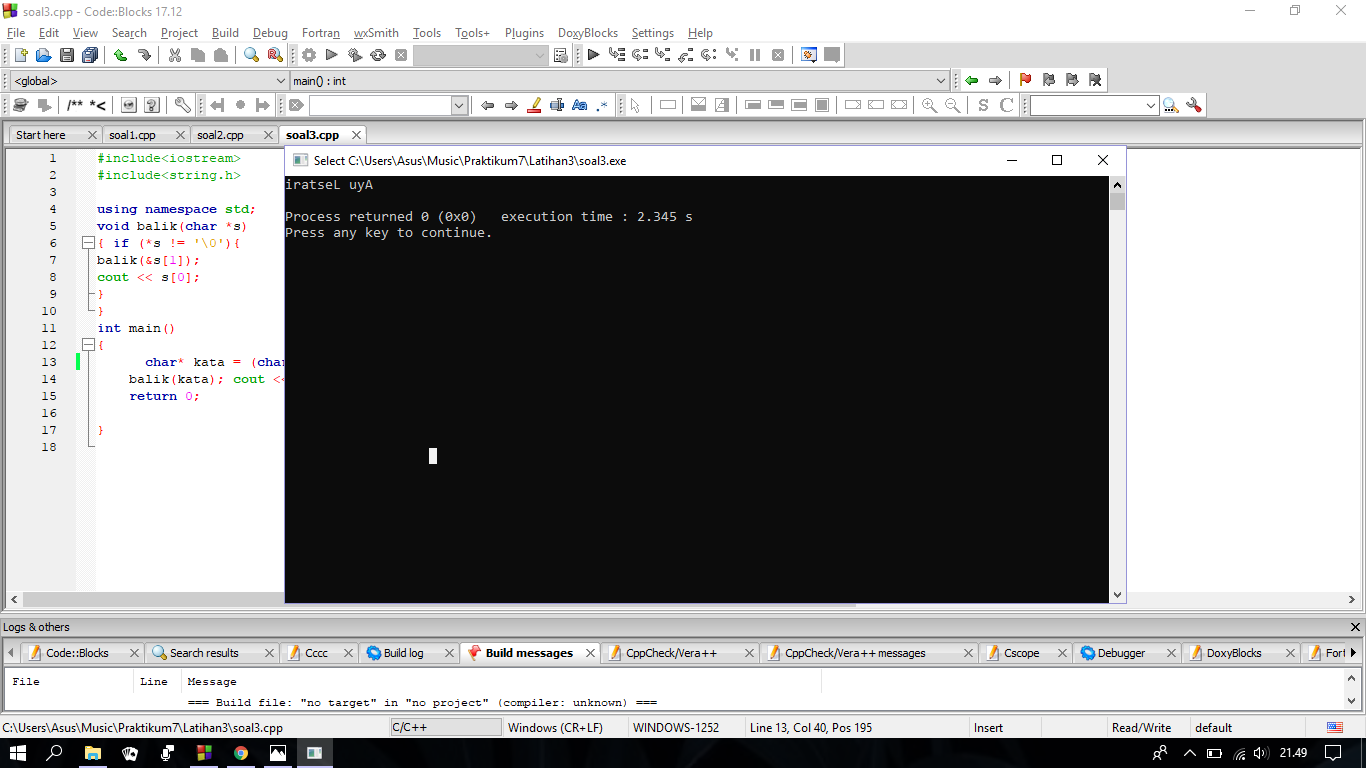 soal3.cpp - Code::Blocks 17.12
File Edit View Search Project Build Debug Fortran wxSmith Tools Tools+ Plugins DoxyBlocks Settings Help
<global> main() : int
/** *<
Aa .*
S C
Start here soal1.cpp soal2.cpp soal3.cpp
1 #include<iostream>
2 #include<string.h>
3
4 using namespace std;
5 void balik(char *s)
6 { if (*s != '\0'){
7 balik(&s[1]);
8 cout << s[0];
9 }
10 }
11 int main()
12 {
13 char* kata = (char
14 balik(kata); cout <<
15 return 0;
16
17 }
18
Select C:\Users\Asus\Music\Praktikum7\Latihan3\soal3.exe
iratseL uyA
Process returned 0 (0x0)   execution time : 2.345 s
Press any key to continue.
Logs & others
Code::Blocks Search results Cccc Build log Build messages CppCheck/Vera++ CppCheck/Vera++ messages Cscope Debugger DoxyBlocks Fort
File Line Message
=== Build file: "no target" in "no project" (compiler: unknown) ===
C:\Users\Asus\Music\Praktikum7\Latihan3\soal3.cpp C/C++ Windows (CR+LF) WINDOWS-1252 Line 13, Col 40, Pos 195 Insert Read/Write default
21.49